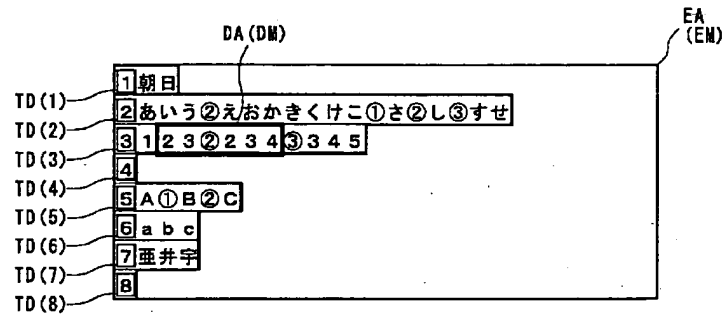 DA(DM)
EA
(EM)
TD(1)
1朝日
TD(2)
2あいう②えおかきくけこ①さ②し③すせ
TD(3)
3 1 2 3 ② 2 3 4 ③ 3 4 5
TD(4)
4
TD(5)
5 A①B②C
TD(6)
6 a b c
TD(7)
7亜井宇
TD(8)
8